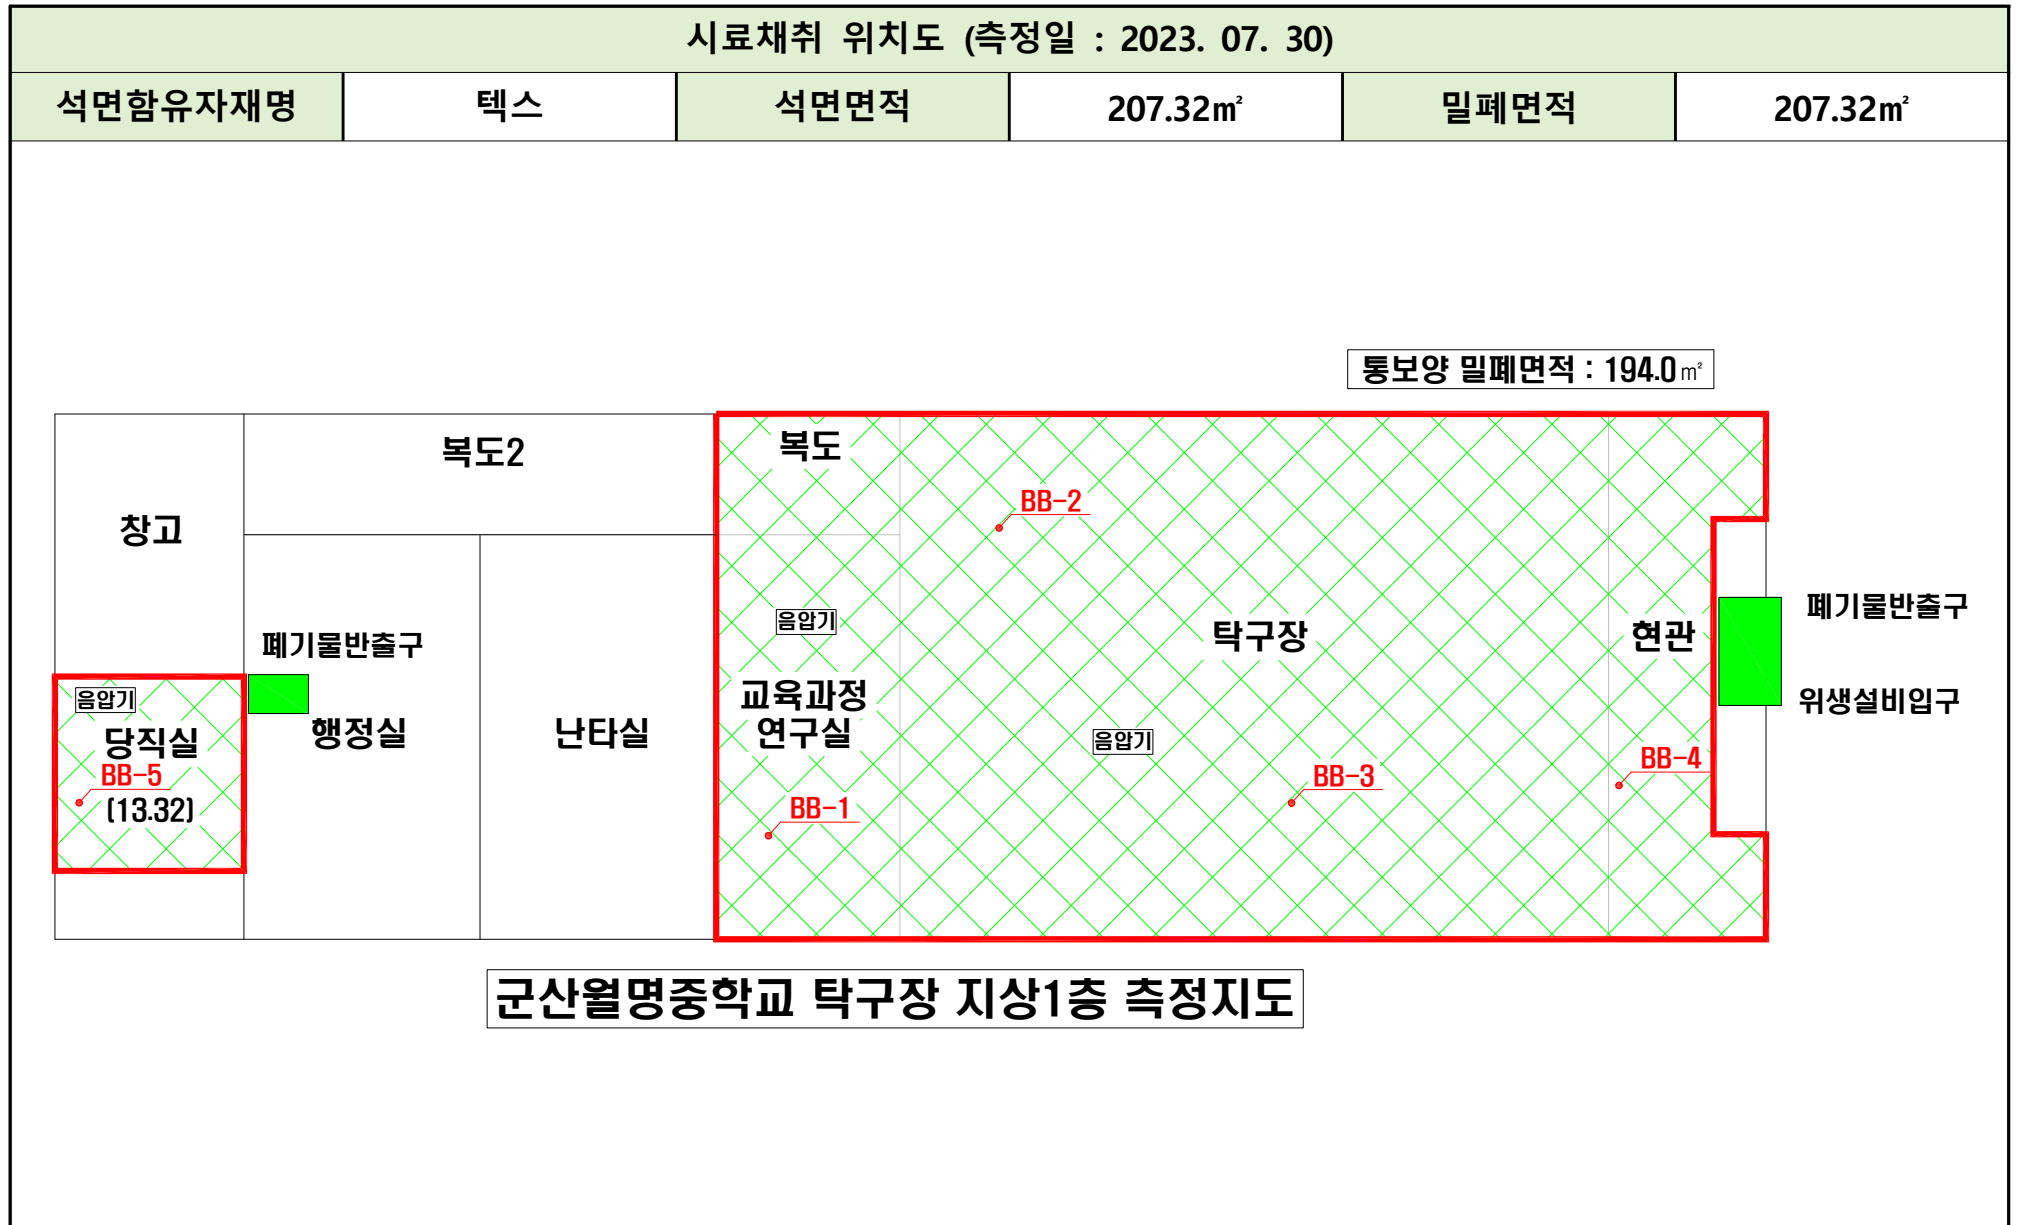 시료채취 위치도 (측정일 : 2023. 07. 30)
석면함유자재명 텍스 석면면적 207.32㎡ 밀폐면적 207.32㎡
통보양 밀폐면적 : 194.0㎡
복도2
복도
창고
BB-2
폐기물반출구
음압기
탁구장
현관
폐기물반출구
음압기
당직실
BB-5
(13.32)
행정실
난타실
교육과정
연구실
음압기
위생설비입구
BB-1
BB-3
BB-4
군산월명중학교 탁구장 지상1층 측정지도